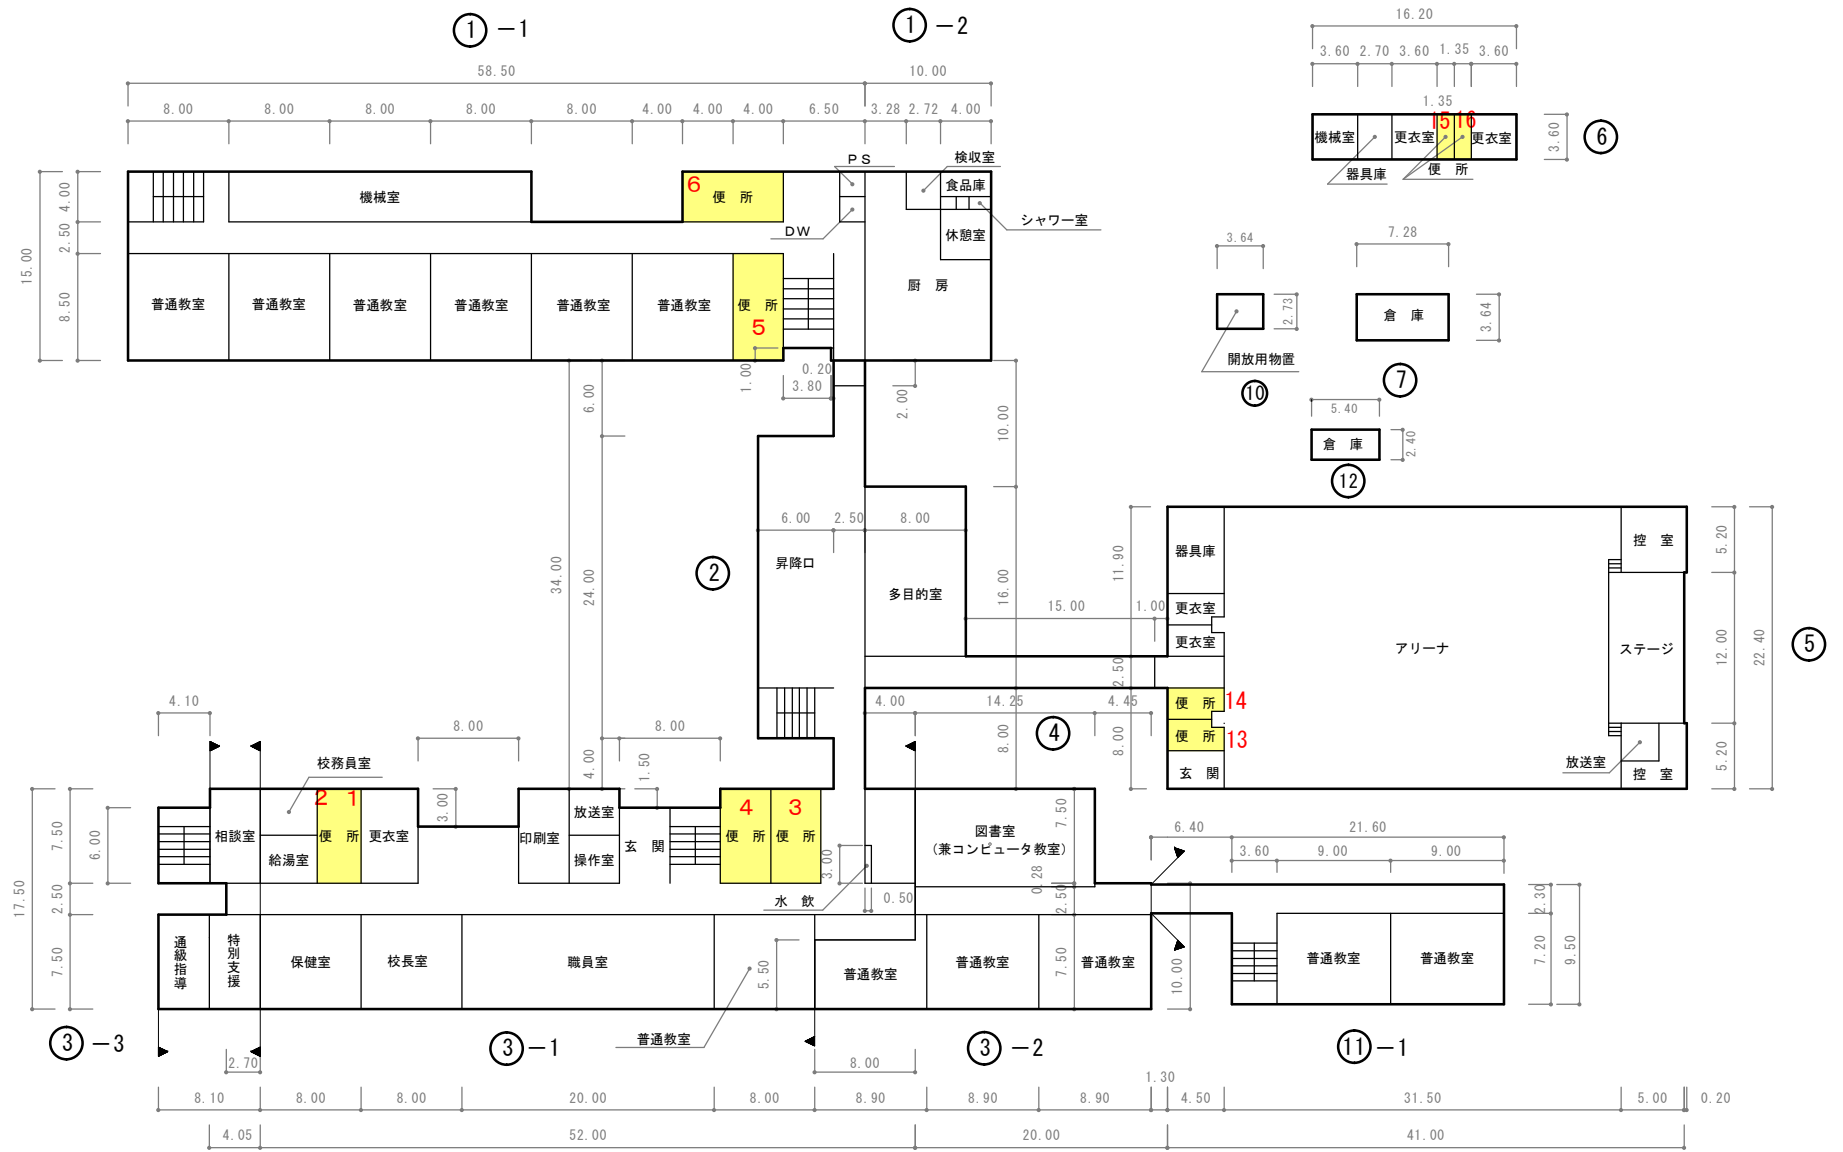 ①－1
①－2
58.50
10.00
8.00 8.00 8.00 8.00 8.00 4.00 4.00 4.00 6.50 3.28 2.72 4.00
16.20
3.60 2.70 3.60 1.35 3.60
1.35
機械室 更衣室 15 16 更衣室
3.60
⑥
器具庫
便 所
PS
検収室
4.00
2.50
8.50
15.00
機械室
6
便 所
食品庫
シャワー室
DW
休憩室
普通教室 普通教室 普通教室 普通教室 普通教室 普通教室
便 所
5
厨 房
3.64
2.73
開放用物置
⑩
7.28
倉 庫
3.64
⑦
5.40
倉 庫
2.40
⑫
1.00
0.20
3.80
2.00
6.00
10.00
34.00
24.00
②
6.00 2.50 8.00
昇降口
多目的室
16.00
11.90
15.00
1.00
2.50
器具庫
更衣室
更衣室
アリーナ
ステージ
控 室
5.20
12.00
22.40
⑤
便 所 14
便 所 13
玄 関
放送室
控 室
5.20
4.00 14.25 4.45
④
8.00
8.00
4.10
8.00
8.00
4.00
1.50
3.00
校務員室
7.50
6.00
2.50
17.50
7.50
相談室
給湯室
2 1
便 所
更衣室
印刷室
放送室
操作室
玄 関
4
便 所
3
便 所
3.00
水 飲
0.50
図書室
(兼コンピュータ教室)
7.50
0.28
2.50
7.50
6.40
21.60
3.60 9.00 9.00
2.30
7.20
9.50
10.00
通級指導
特別支援
保健室
校長室
職員室
5.50
普通教室
普通教室
普通教室
普通教室
普通教室
普通教室
③－3
③－1
③－2
⑪－1
2.70
8.00
1.30
8.10 8.00 8.00 20.00 8.00 8.90 8.90 8.90 4.50 31.50 5.00 0.20
4.05 52.00 20.00 41.00